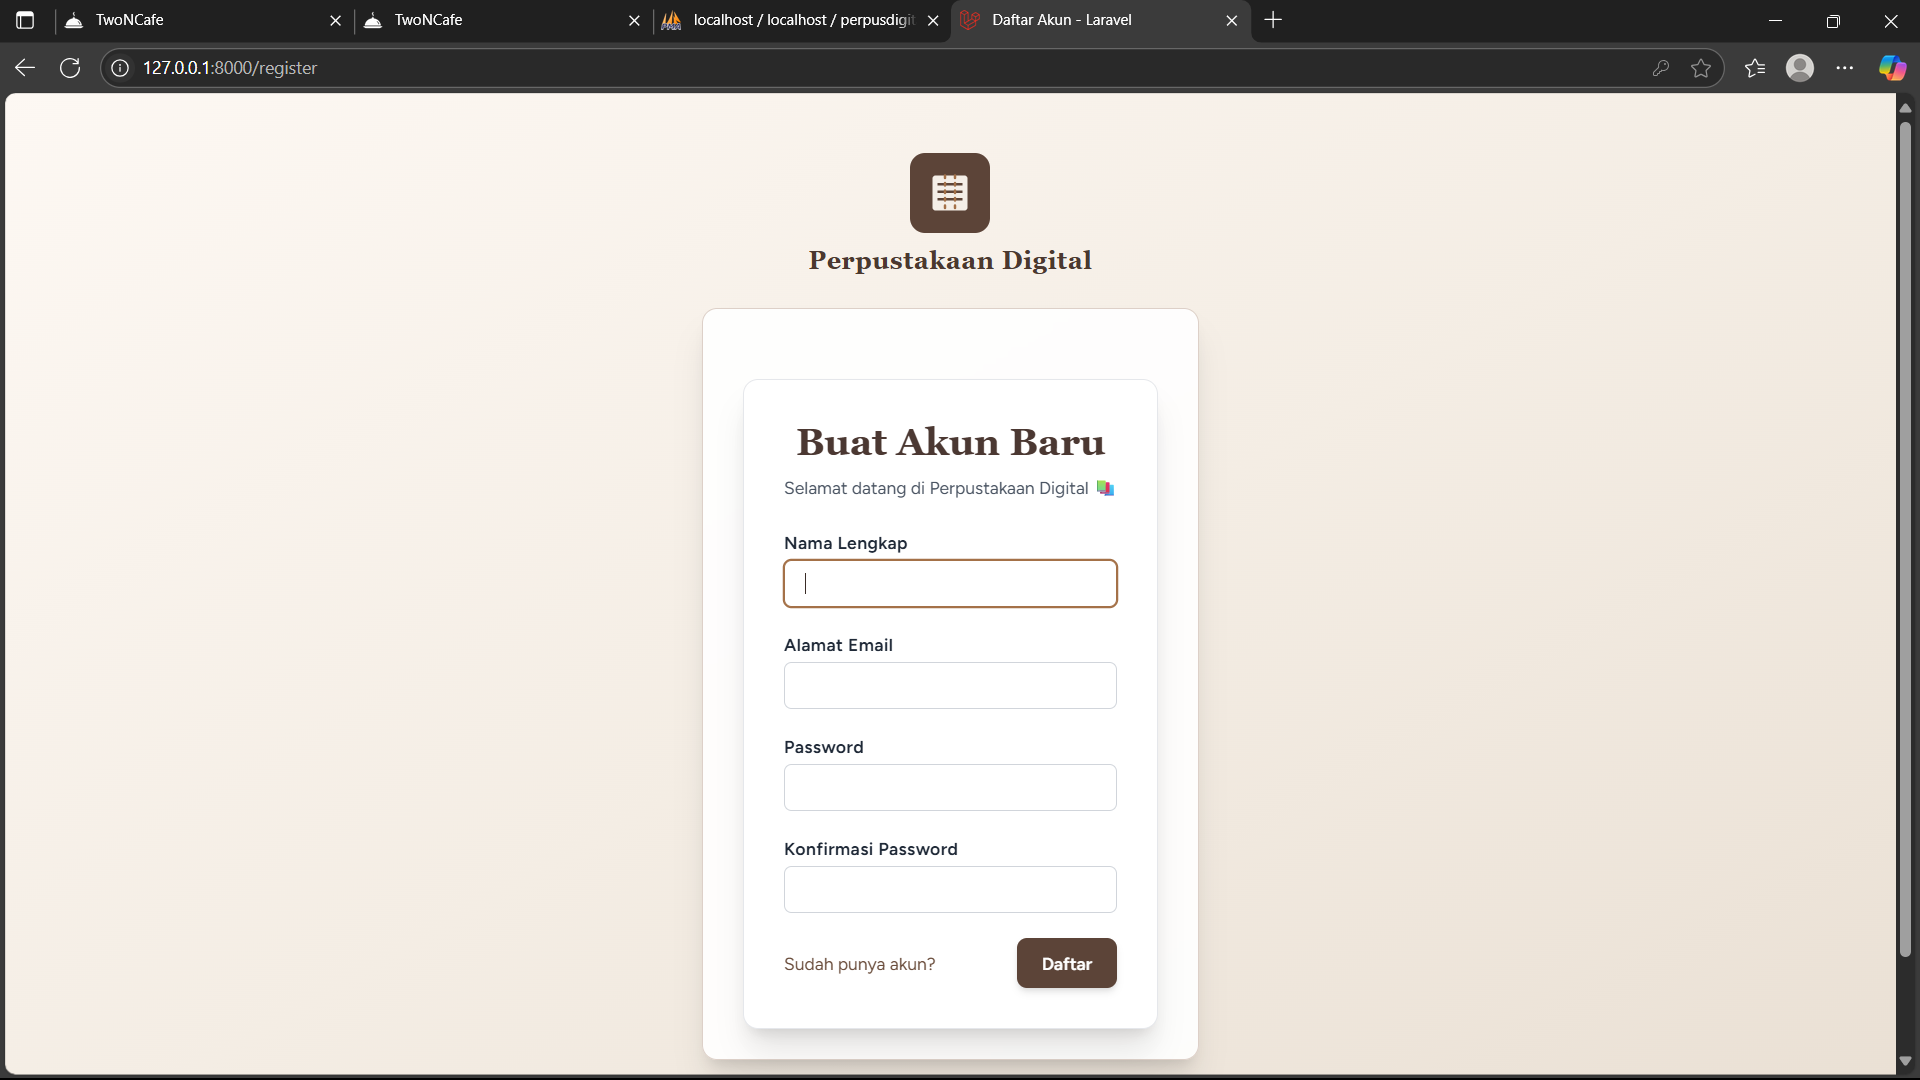 TwoNCafe
TwoNCafe
localhost / localhost / perpusdigit
Daftar Akun - Laravel
127.0.0.1:8000/register
Perpustakaan Digital
Buat Akun Baru
Selamat datang di Perpustakaan Digital
Nama Lengkap
Alamat Email
Password
Konfirmasi Password
Sudah punya akun?
Daftar